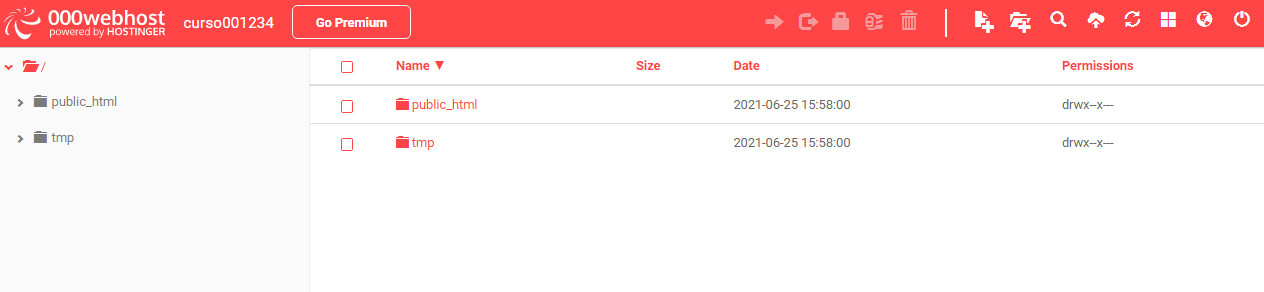 000webhost
powered by HOSTINGER
curso001234
Go Premium
/
public_html
tmp
Name ▼ Size Date Permissions
public_html 2021-06-25 15:58:00 drwx--x---
tmp 2021-06-25 15:58:00 drwx--x---